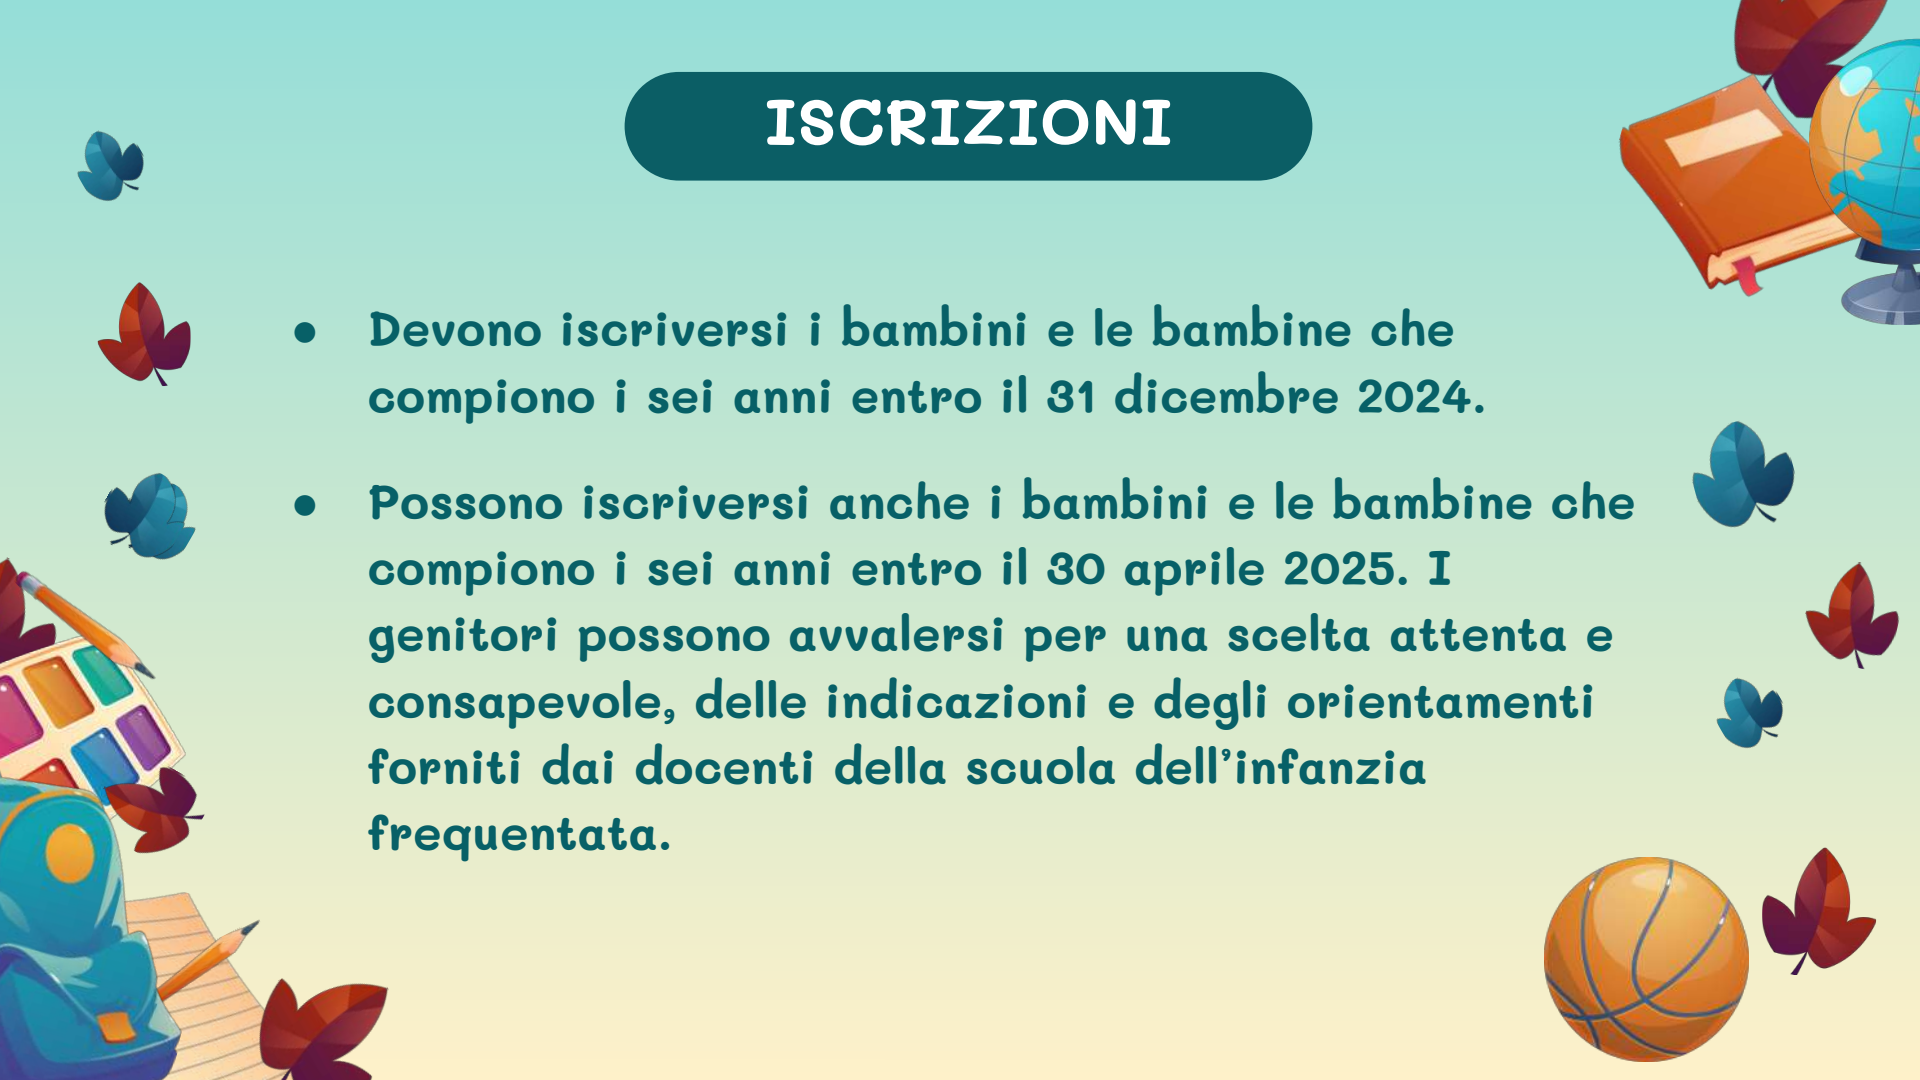 ISCRIZIONI
● Devono iscriversi i bambini e le bambine che
compiono i sei anni entro il 31 dicembre 2024.
● Possono iscriversi anche i bambini e le bambine che
compiono i sei anni entro il 30 aprile 2025. I
genitori possono avvalersi per una scelta attenta e
consapevole, delle indicazioni e degli orientamenti
forniti dai docenti della scuola dell’infanzia
frequentata.